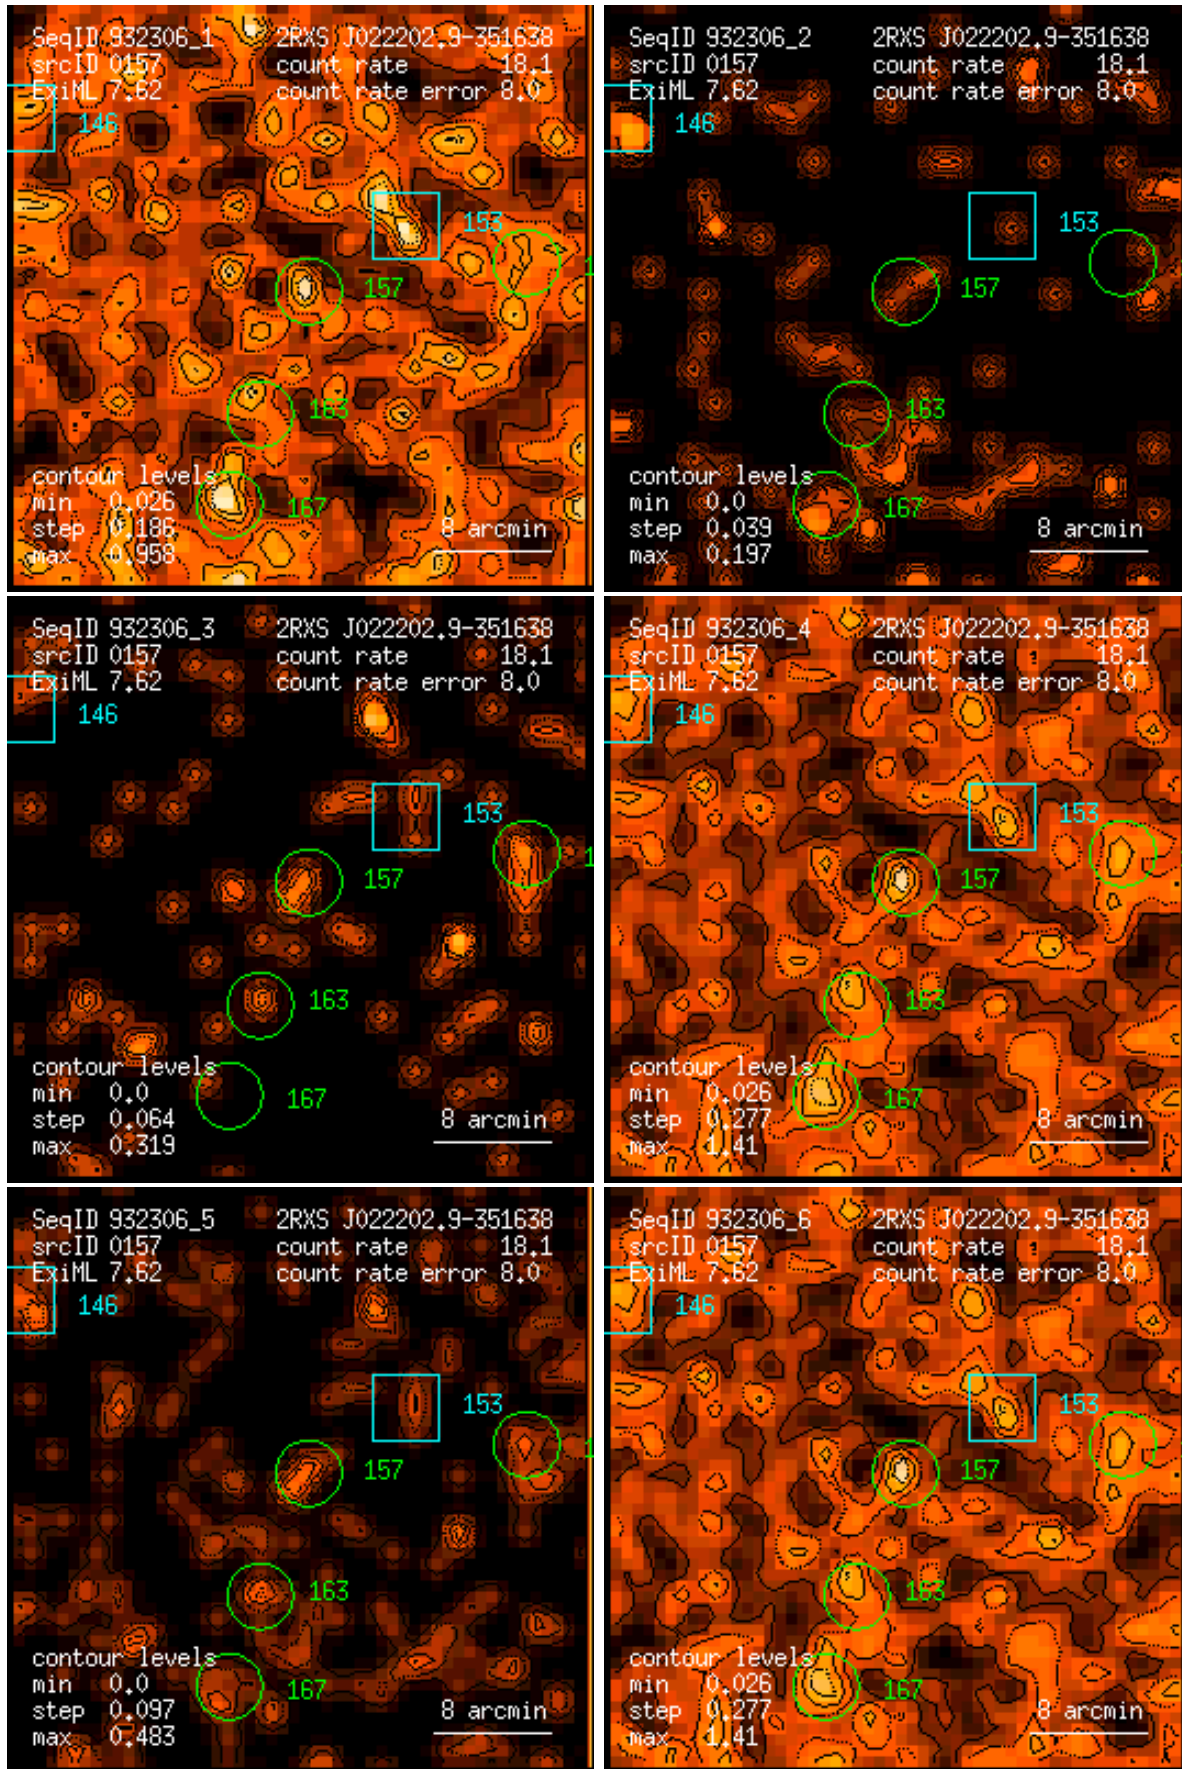 SeqID 932306_1 2RXS J022202.9-351638
srcID 0157 count rate 18.1
ExiML 7.62 count rate error 8.0
146
153
157
163
contour levels
min 0.026
167
step 0.186
8 arcmin
max 0.958
SeqID 932306_2 2RXS J022202.9-351638
srcID 0157 count rate 18.1
ExiML 7.62 count rate error 8.0
146
153
157
163
contour levels
min 0.0
167
step 0.039
8 arcmin
max 0.197
SeqID 932306_3 2RXS J022202.9-351638
srcID 0157 count rate 18.1
ExiML 7.62 count rate error 8.0
146
153
157
163
contour levels
min 0.0
167
step 0.064
8 arcmin
max 0.319
SeqID 932306_4 2RXS J022202.9-351638
srcID 0157 count rate 18.1
ExiML 7.62 count rate error 8.0
146
153
157
163
contour levels
min 0.026
167
step 0.277
8 arcmin
max 1.41
SeqID 932306_5 2RXS J022202.9-351638
srcID 0157 count rate 18.1
ExiML 7.62 count rate error 8.0
146
153
157
163
contour levels
min 0.0
167
step 0.097
8 arcmin
max 0.483
SeqID 932306_6 2RXS J022202.9-351638
srcID 0157 count rate 18.1
ExiML 7.62 count rate error 8.0
146
153
157
163
contour levels
min 0.026
167
step 0.277
8 arcmin
max 1.41